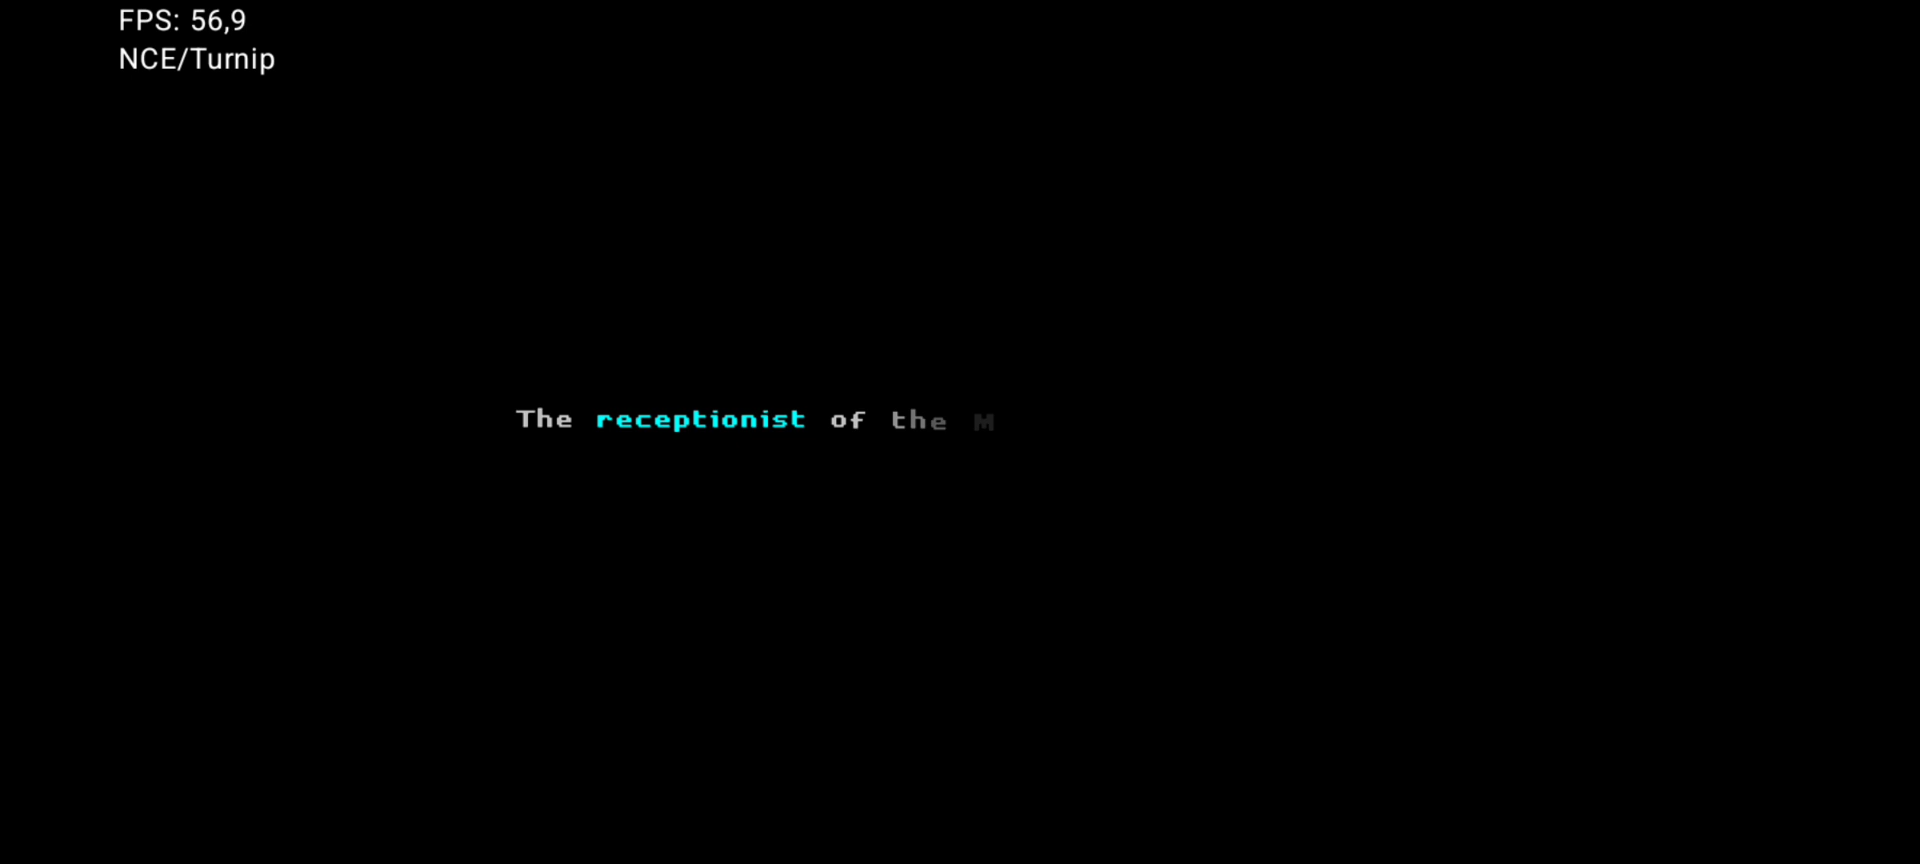 FPS: 56,9
NCE/Turnip
The receptionist of the M